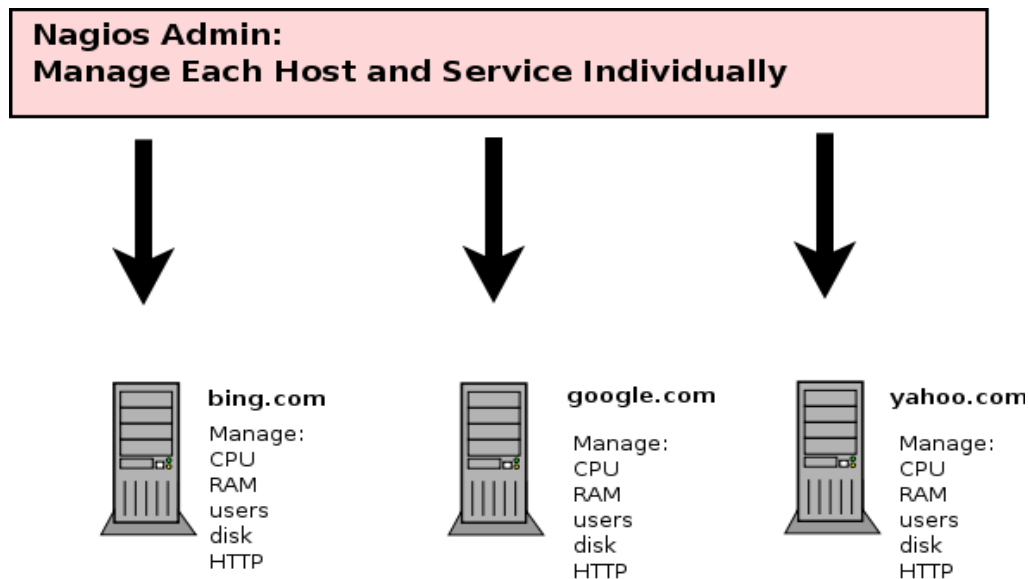 Nagios Admin:
Manage Each Host and Service Individually
bing.com
Manage:
CPU
RAM
users
disk
HTTP
google.com
Manage:
CPU
RAM
users
disk
HTTP
yahoo.com
Manage:
CPU
RAM
users
disk
HTTP